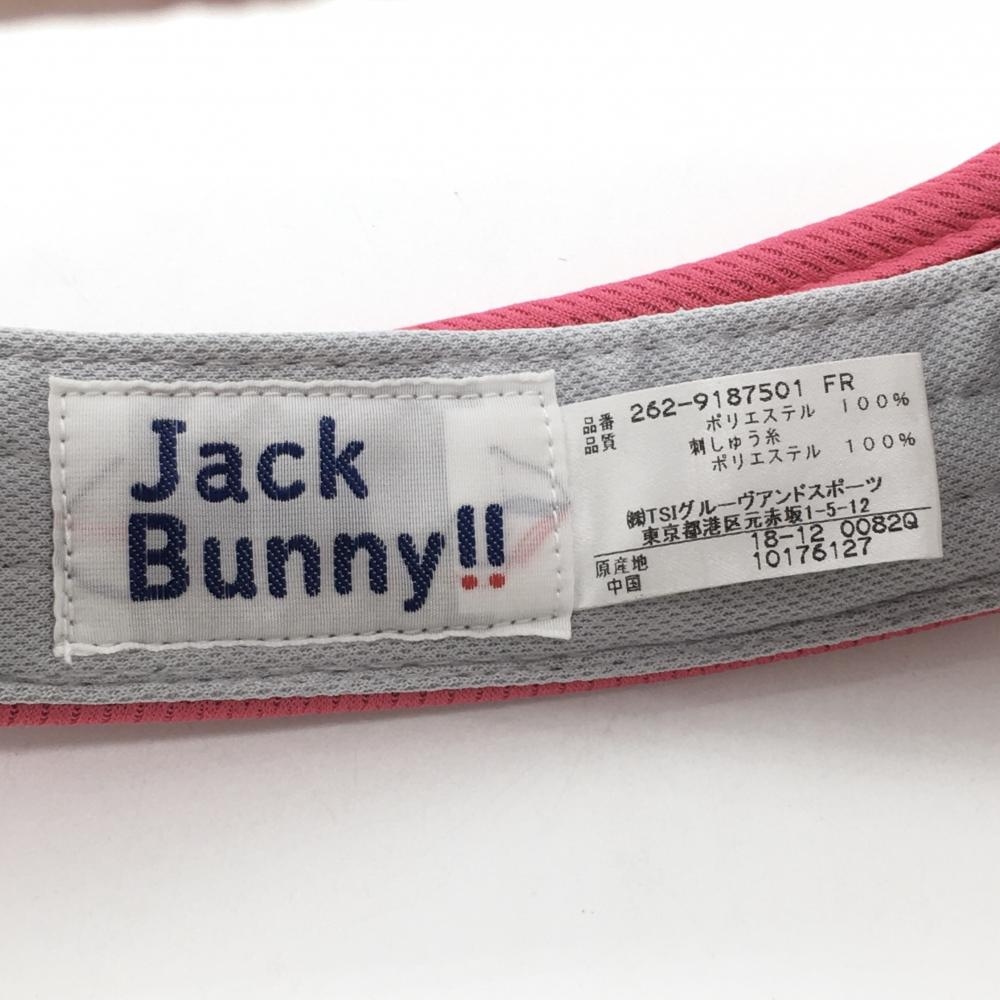 Jack
Bunny!!
品番 262-9187501 FR
品質 ポリエステル 100%
刺しゅう糸
ポリエステル 100%
㈱TSIグルーヴアンドスポーツ
東京都港区元赤坂1-5-12
18-12 0082Q
原産地 10176127
中国